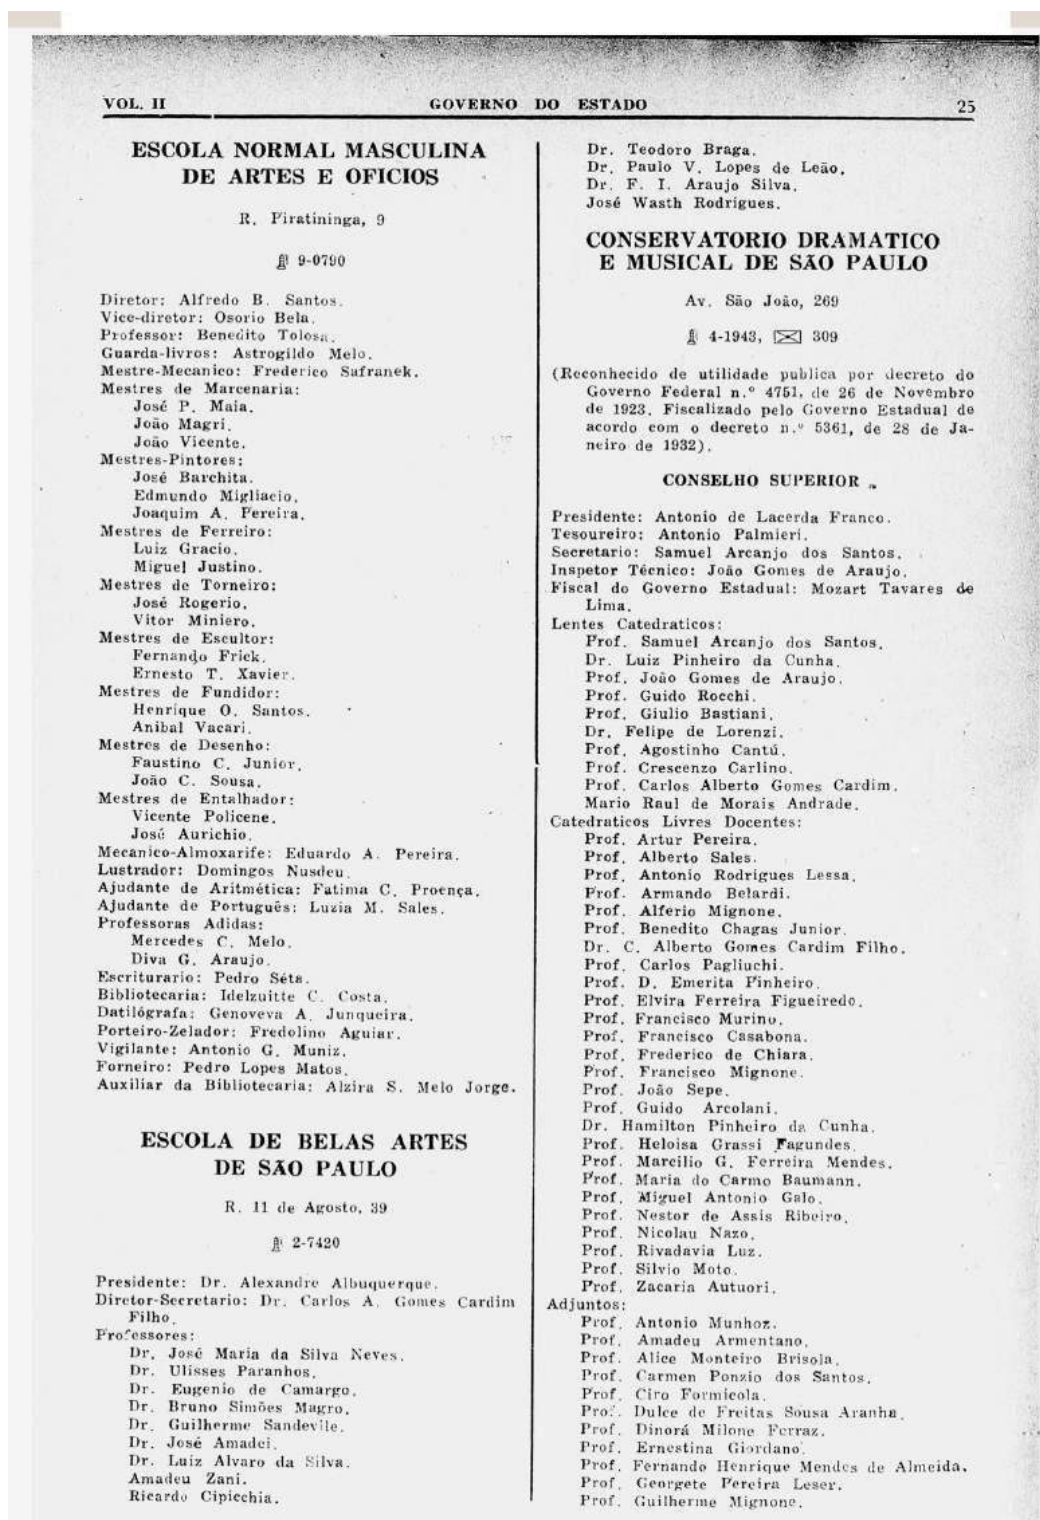 VOL. II GOVERNO DO ESTADO 25
ESCOLA NORMAL MASCULINA
DE ARTES E OFICIOS
R. Piratininga, 9
9-0790
Diretor: Alfredo B. Santos.
Vice-diretor: Osorio Bela.
Professor: Benedito Tolosa.
Guarda-livros: Astrogildo Melo.
Mestre-Mecanico: Frederico Safranek.
Mestres de Marcenaria:
José P. Maia.
João Magri.
João Vicente.
Mestres-Pintores:
José Barchita.
Edmundo Migliacio.
Joaquim A. Pereira.
Mestres de Ferreiro:
Luiz Gracio.
Miguel Justino.
Mestres de Torneiro:
José Rogerio.
Vitor Miniero.
Mestres de Escultor:
Fernando Frick.
Ernesto T. Xavier.
Mestres de Fundidor:
Henrique O. Santos.
Anibal Vacari.
Mestres de Desenho:
Faustino C. Junior.
João C. Sousa.
Mestres de Entalhador:
Vicente Policene.
José Aurichio.
Mecanico-Almoxarife: Eduardo A. Pereira.
Lustrador: Domingos Nusdeu.
Ajudante de Aritmética: Fatima C. Proença.
Ajudante de Português: Luzia M. Sales.
Professoras Adidas:
Mercedes C. Melo.
Diva G. Araujo.
Escriturario: Pedro Séta.
Bibliotecaria: Idelzuitte C. Costa.
Datilógrafa: Genoveva A. Junqueira.
Porteiro-Zelador: Fredolino Aguiar.
Vigilante: Antonio G. Muniz.
Forneiro: Pedro Lopes Matos.
Auxiliar da Bibliotecaria: Alzira S. Melo Jorge.
ESCOLA DE BELAS ARTES
DE SÃO PAULO
R. 11 de Agosto, 39
2-7420
Presidente: Dr. Alexandre Albuquerque.
Diretor-Secretario: Dr. Carlos A. Gomes Cardim
Filho.
Professores:
Dr. José Maria da Silva Neves.
Dr. Ulisses Paranhos.
Dr. Eugenio de Camargo.
Dr. Bruno Simões Magro.
Dr. Guilherme Sandevile.
Dr. José Amadei.
Dr. Luiz Alvaro da Silva.
Amadeu Zani.
Ricardo Cipicchia.
Dr. Teodoro Braga.
Dr. Paulo V. Lopes de Leão.
Dr. F. I. Araujo Silva.
José Wasth Rodrigues.
CONSERVATORIO DRAMATICO
E MUSICAL DE SÃO PAULO
Av. São João, 269
4-1943, 309
(Reconhecido de utilidade publica por decreto do
Governo Federal n.º 4751, de 26 de Novembro
de 1923. Fiscalizado pelo Governo Estadual de
acordo com o decreto n.º 5361, de 28 de Ja-
neiro de 1932).
CONSELHO SUPERIOR
Presidente: Antonio de Lacerda Franco.
Tesoureiro: Antonio Palmieri.
Secretario: Samuel Arcanjo dos Santos.
Inspetor Técnico: João Gomes de Araujo.
Fiscal do Governo Estadual: Mozart Tavares de
Lima.
Lentes Catedraticos:
Prof. Samuel Arcanjo dos Santos.
Dr. Luiz Pinheiro da Cunha.
Prof. João Gomes de Araujo.
Prof. Guido Rocchi.
Prof. Giulio Bastiani.
Dr. Felipe de Lorenzi.
Prof. Agostinho Cantú.
Prof. Crescenzo Carlino.
Prof. Carlos Alberto Gomes Cardim.
Mario Raul de Morais Andrade.
Catedraticos Livres Docentes:
Prof. Artur Pereira.
Prof. Alberto Sales.
Prof. Antonio Rodrigues Lessa.
Prof. Armando Belardi.
Prof. Alferio Mignone.
Prof. Benedito Chagas Junior.
Dr. C. Alberto Gomes Cardim Filho.
Prof. Carlos Pagliuchi.
Prof. D. Emerita Pinheiro.
Prof. Elvira Ferreira Figueiredo.
Prof. Francisco Murino.
Prof. Francisco Casabona.
Prof. Frederico de Chiara.
Prof. Francisco Mignone.
Prof. João Sepe.
Prof. Guido Arcolani.
Dr. Hamilton Pinheiro da Cunha.
Prof. Heloisa Grassi Fagundes.
Prof. Marcilio G. Ferreira Mendes.
Prof. Maria do Carmo Baumann.
Prof. Miguel Antonio Galo.
Prof. Nestor de Assis Ribeiro.
Prof. Nicolau Nazo.
Prof. Rivadavia Luz.
Prof. Silvio Moto.
Prof. Zacaria Autuori.
Adjuntos:
Prof. Antonio Munhoz.
Prof. Amadeu Armentano.
Prof. Alice Monteiro Brisola.
Prof. Carmen Ponzio dos Santos.
Prof. Ciro Formicola.
Prof. Dulce de Freitas Sousa Aranha.
Prof. Dinorá Milone Ferraz.
Prof. Ernestina Giordano.
Prof. Fernando Henrique Mendes de Almeida.
Prof. Georgete Pereira Leser.
Prof. Guilherme Mignone.